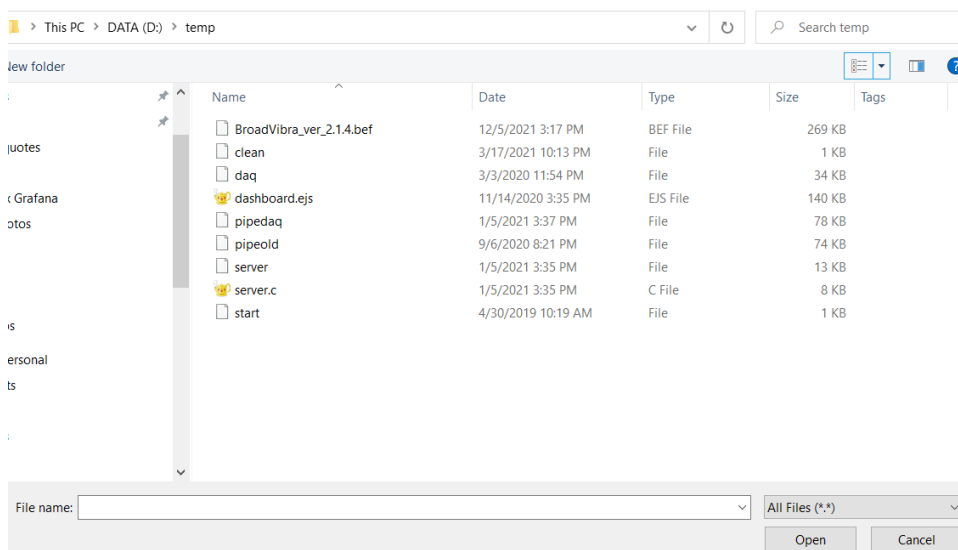 This PC > DATA (D:) > temp
Search temp
New folder
Name Date Type Size Tags
BroadVibra_ver_2.1.4.bef 12/5/2021 3:17 PM BEF File 269 KB
clean 3/17/2021 10:13 PM File 1 KB
quotes
daq 3/3/2020 11:54 PM File 34 KB
x Grafana
dashboard.ejs 11/14/2020 3:35 PM EJS File 140 KB
otos
pipedaq 1/5/2021 3:37 PM File 78 KB
pipeold 9/6/2020 8:21 PM File 74 KB
server 1/5/2021 3:35 PM File 13 KB
server.c 1/5/2021 3:35 PM C File 8 KB
start 4/30/2019 10:19 AM File 1 KB
os
ersonal
ts
File name:
All Files (*.*)
Open Cancel